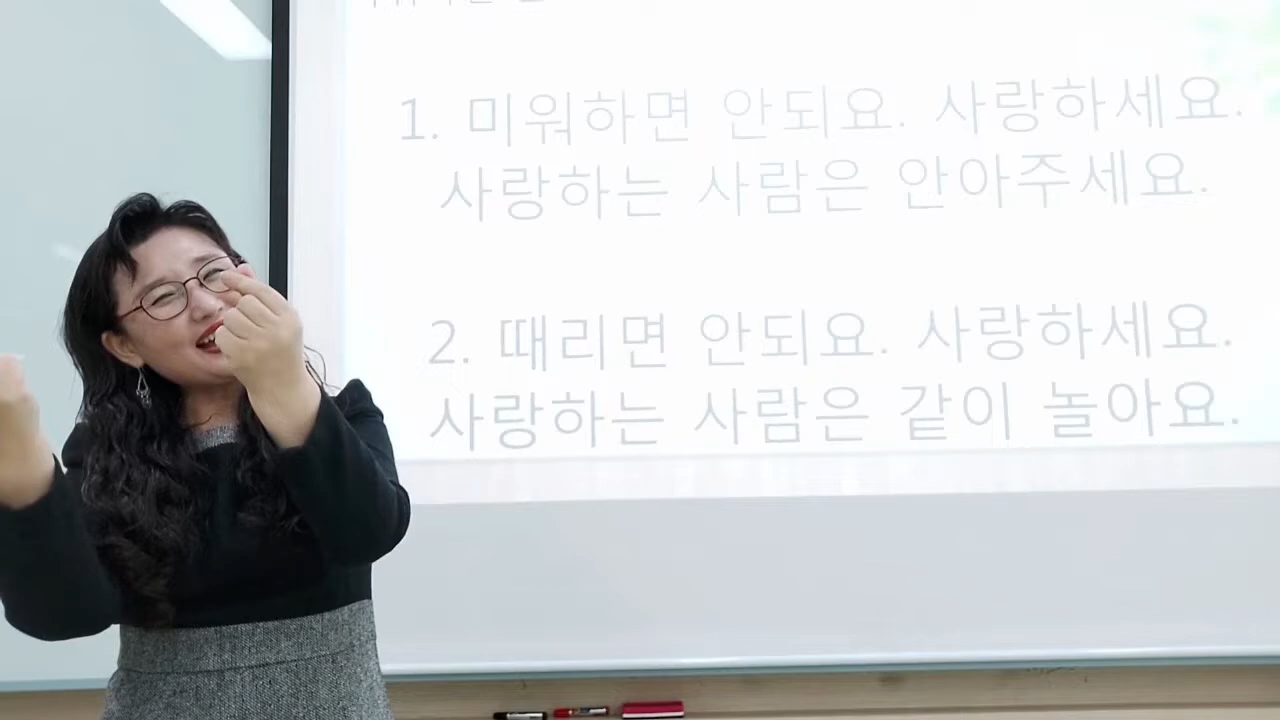 1. 미워하면 안되요. 사랑하세요.
사랑하는 사람은 안아주세요.
2. 때리면 안되요. 사랑하세요.
사랑하는 사람은 같이 놀아요.